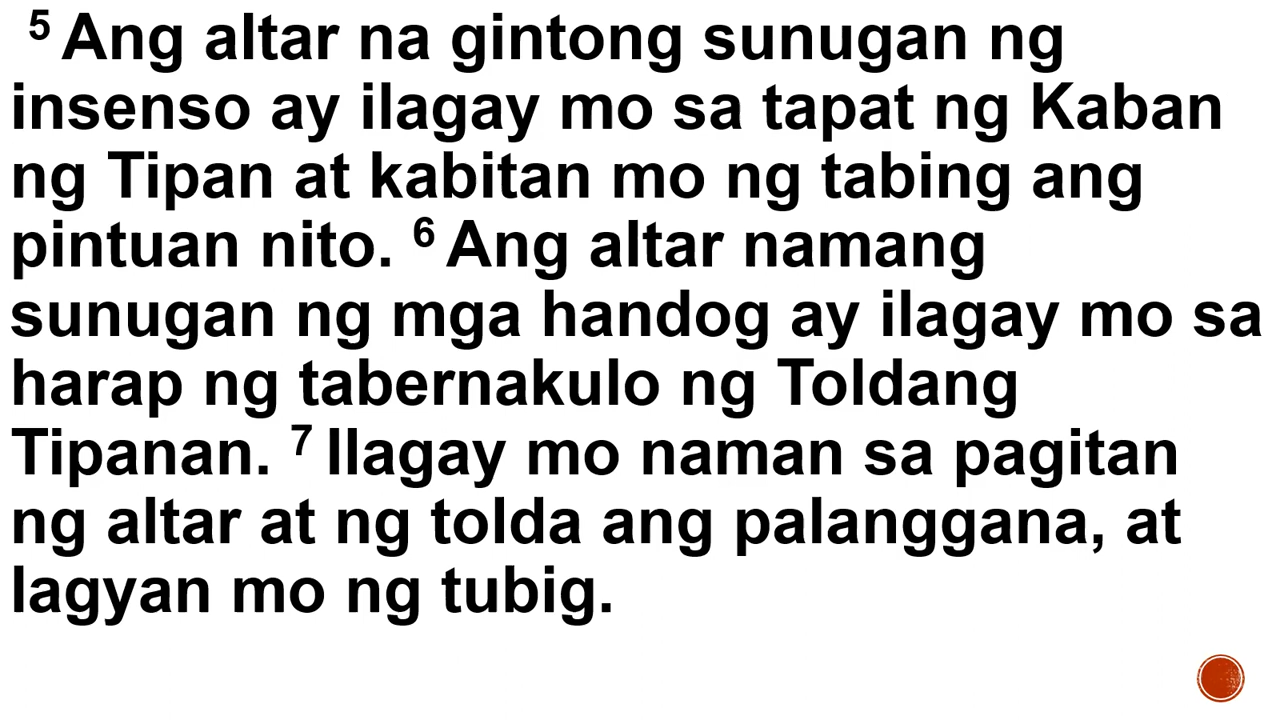 ⁵ Ang altar na gintong sunugan ng
insenso ay ilagay mo sa tapat ng Kaban
ng Tipan at kabitan mo ng tabing ang
pintuan nito. ⁶ Ang altar namang
sunugan ng mga handog ay ilagay mo sa
harap ng tabernakulo ng Toldang
Tipanan. ⁷ Ilagay mo naman sa pagitan
ng altar at ng tolda ang palanggana, at
lagyan mo ng tubig.